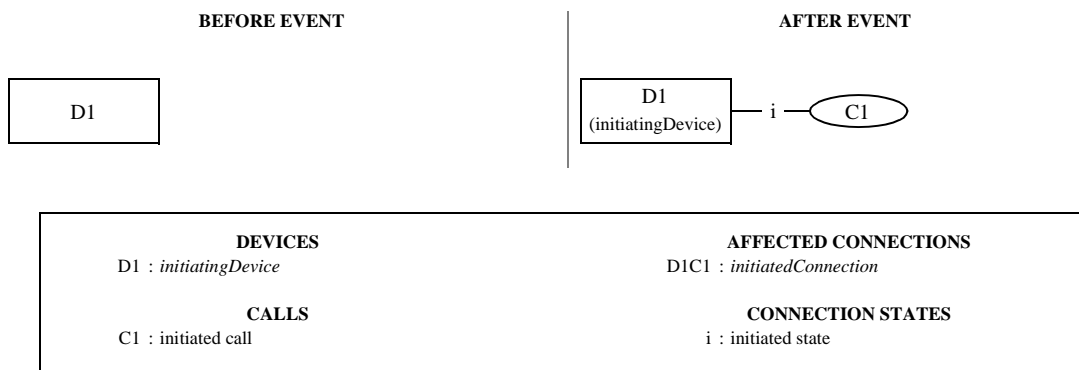 BEFORE EVENT
AFTER EVENT
D1
D1
(initiatingDevice)
i
C1
DEVICES
AFFECTED CONNECTIONS
D1 : initiatingDevice
D1C1 : initiatedConnection
CALLS
CONNECTION STATES
C1 : initiated call
i : initiated state